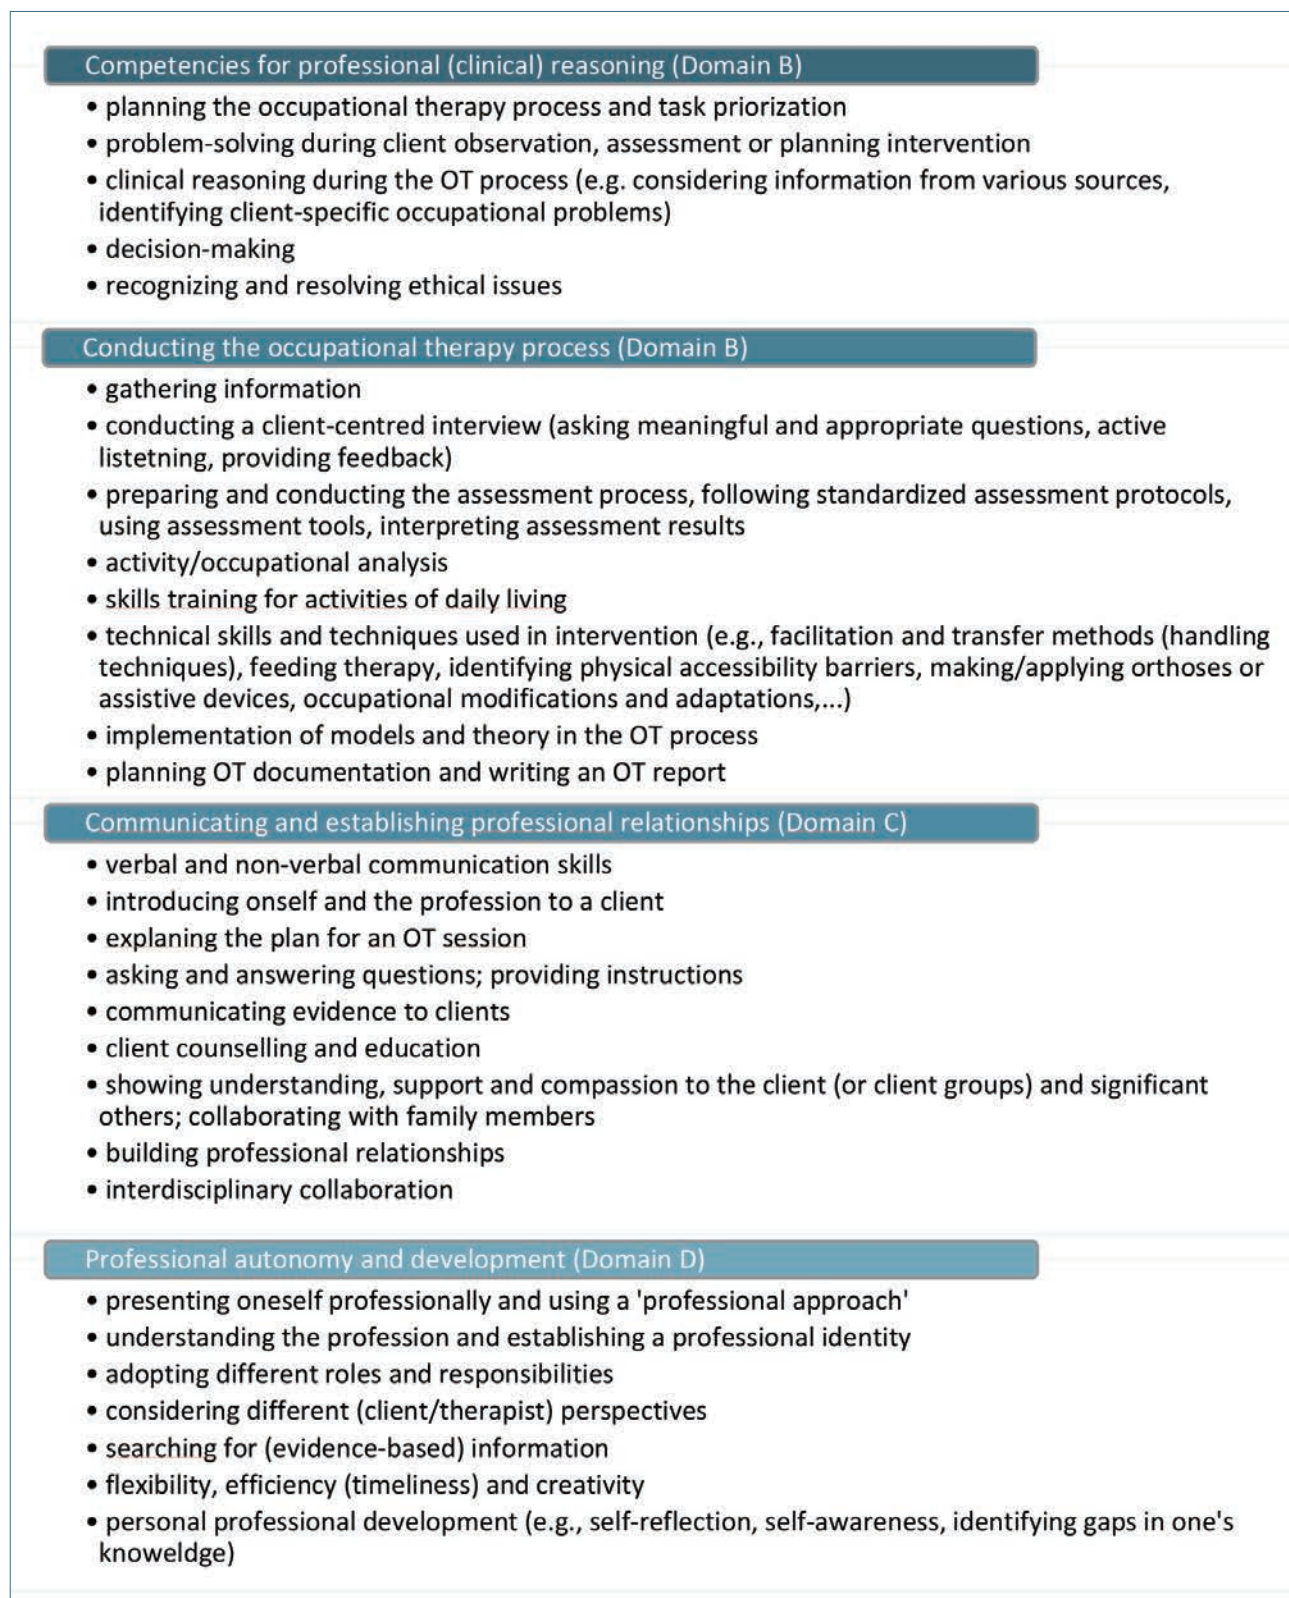 Competencies for professional (clinical) reasoning (Domain B)
• planning the occupational therapy process and task priorization
• problem-solving during client observation, assessment or planning intervention
• clinical reasoning during the OT process (e.g. considering information from various sources,
identifying client-specific occupational problems)
• decision-making
• recognizing and resolving ethical issues
Conducting the occupational therapy process (Domain B)
• gathering information
• conducting a client-centred interview (asking meaningful and appropriate questions, active
listetning, providing feedback)
• preparing and conducting the assessment process, following standardized assessment protocols,
using assessment tools, interpreting assessment results
• activity/occupational analysis
• skills training for activities of daily living
• technical skills and techniques used in intervention (e.g., facilitation and transfer methods (handling
techniques), feeding therapy, identifying physical accessibility barriers, making/applying orthoses or
assistive devices, occupational modifications and adaptations,...)
• implementation of models and theory in the OT process
• planning OT documentation and writing an OT report
Communicating and establishing professional relationships (Domain C)
• verbal and non-verbal communication skills
• introducing onself and the profession to a client
• explaning the plan for an OT session
• asking and answering questions; providing instructions
• communicating evidence to clients
• client counselling and education
• showing understanding, support and compassion to the client (or client groups) and significant
others; collaborating with family members
• building professional relationships
• interdisciplinary collaboration
Professional autonomy and development (Domain D)
• presenting oneself professionally and using a 'professional approach'
• understanding the profession and establishing a professional identity
• adopting different roles and responsibilities
• considering different (client/therapist) perspectives
• searching for (evidence-based) information
• flexibility, efficiency (timeliness) and creativity
• personal professional development (e.g., self-reflection, self-awareness, identifying gaps in one's
knoweldge)